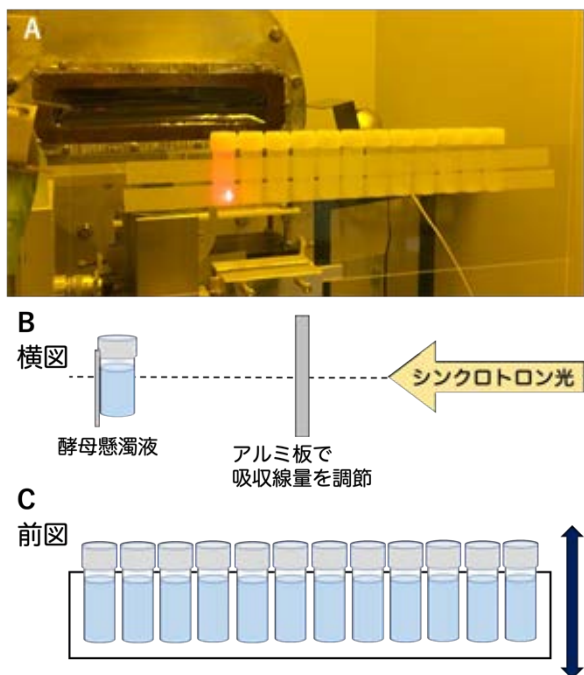 A
B
横図
シンクロトロン光
酵母懸濁液
アルミ板で
吸収線量を調節
C
前図